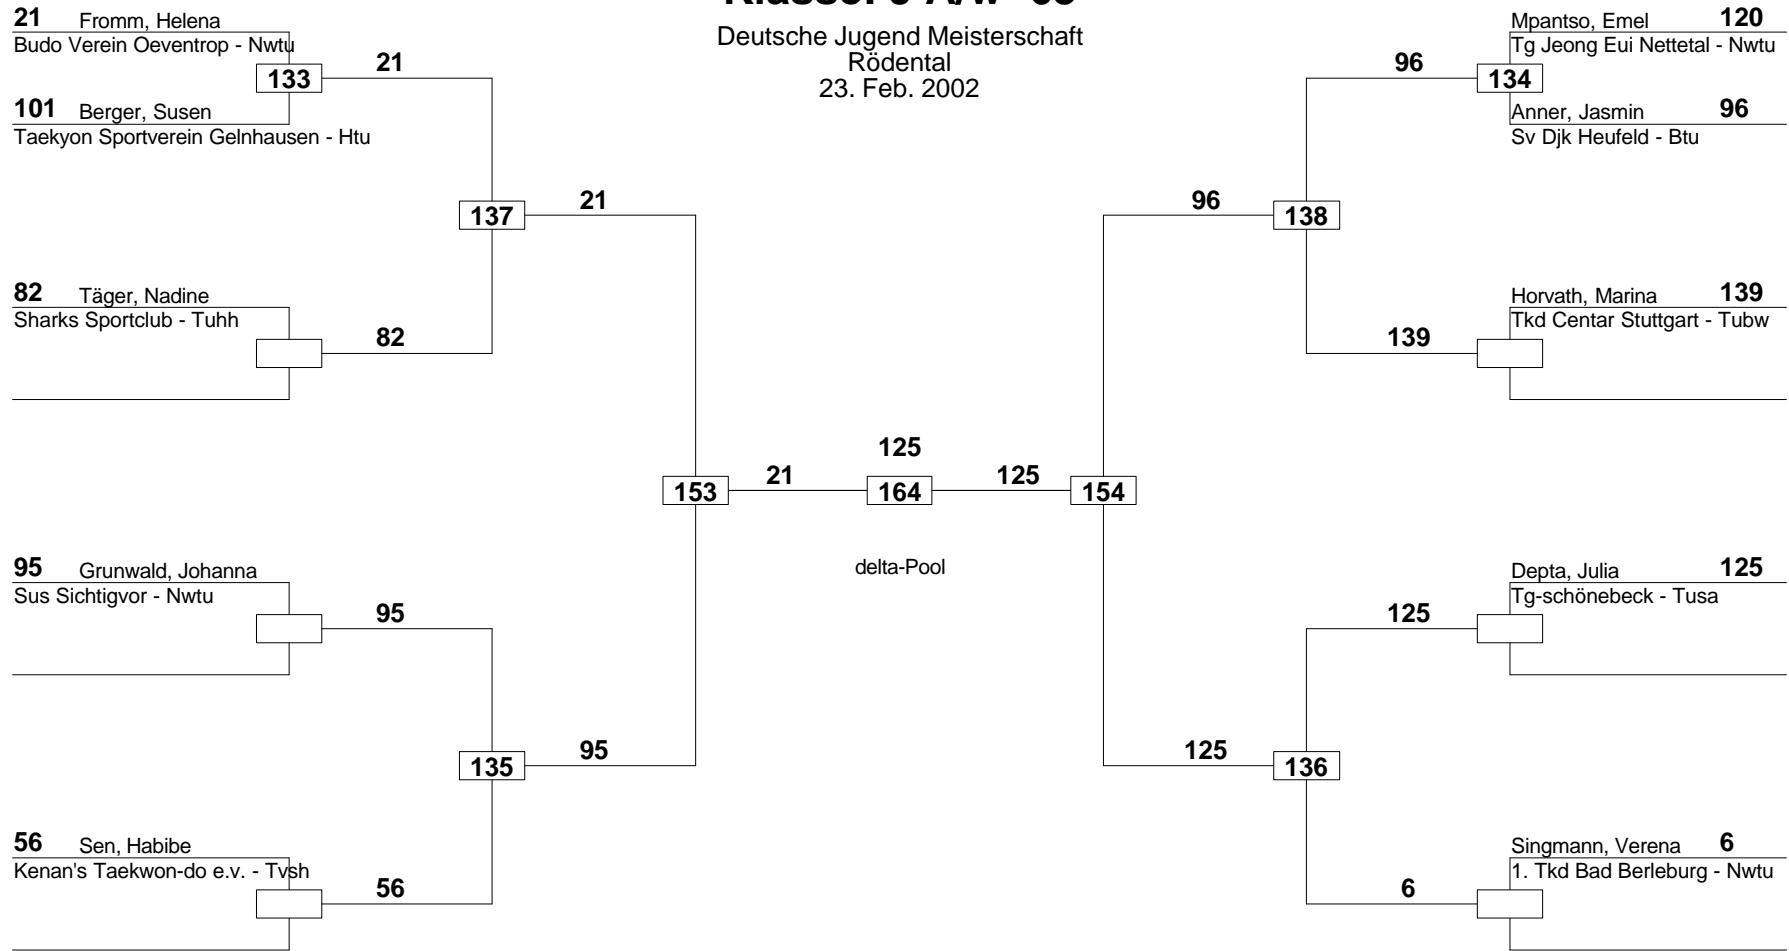 Deutsche Jugend Meisterschaft
Rödental
23. Feb. 2002
21 Fromm, Helena
Budo Verein Oeventrop - Nwtu
133
21
101 Berger, Susen
Taekyon Sportverein Gelnhausen - Htu
137
21
82 Täger, Nadine
Sharks Sportclub - Tuhh
82
153
21
95 Grunwald, Johanna
Sus Sichtigvor - Nwtu
95
135
95
56 Sen, Habibe
Kenan's Taekwon-do e.v. - Tvsh
56
125
164
delta-Pool
125
154
Mpantso, Emel 120
Tg Jeong Eui Nettetal - Nwtu
96
134
Anner, Jasmin 96
Sv Djk Heufeld - Btu
96
138
Horvath, Marina 139
Tkd Centar Stuttgart - Tubw
139
Depta, Julia 125
Tg-schönebeck - Tusa
125
125
136
Singmann, Verena 6
1. Tkd Bad Berleburg - Nwtu
6